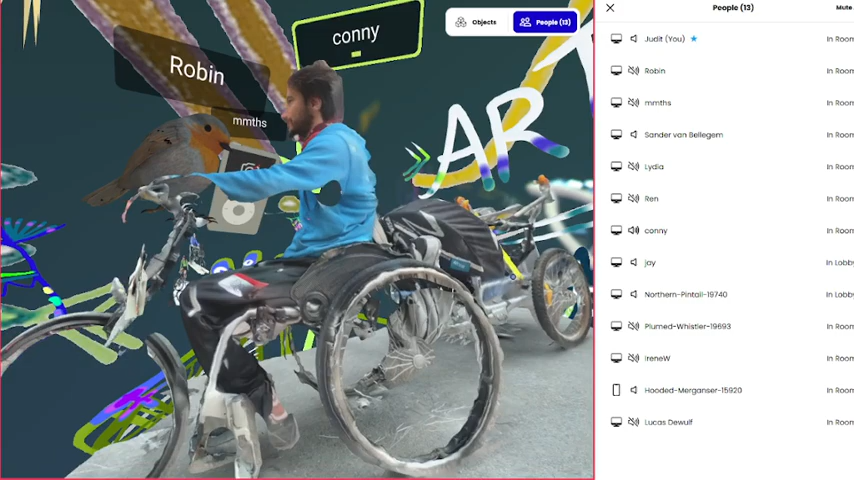 conny
Robin
mmths
AR
Objects
People (13)
People (13)
Mute
Judit (You)
In Room
Robin
In Room
mmths
In Room
Sander van Bellegem
In Room
Lydia
In Room
Ren
In Room
conny
In Room
jay
In Lobb
Northern-Pintail-19740
In Lobb
Plumed-Whistler-19693
In Room
IreneW
In Room
Hooded-Merganser-15920
In Room
Lucas Dewulf
In Room